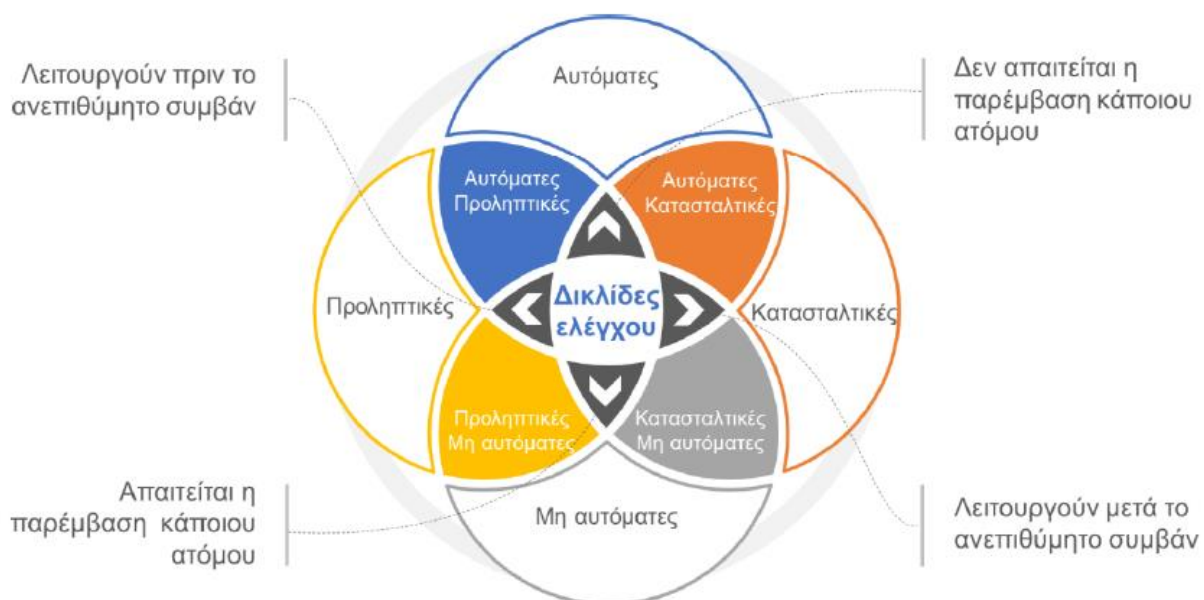 Αυτόματες
Λειτουργούν πριν το
ανεπιθύμητο συμβάν
Δεν απαιτείται η
παρέμβαση κάποιου
ατόμου
Αυτόματες
Προληπτικές
Αυτόματες
Κατασταλτικές
Προληπτικές
Δικλίδες
ελέγχου
Κατασταλτικές
Προληπτικές
Μη αυτόματες
Κατασταλτικές
Μη αυτόματες
Απαιτείται η
παρέμβαση κάποιου
ατόμου
Μη αυτόματες
Λειτουργούν μετά το
ανεπιθύμητο συμβάν